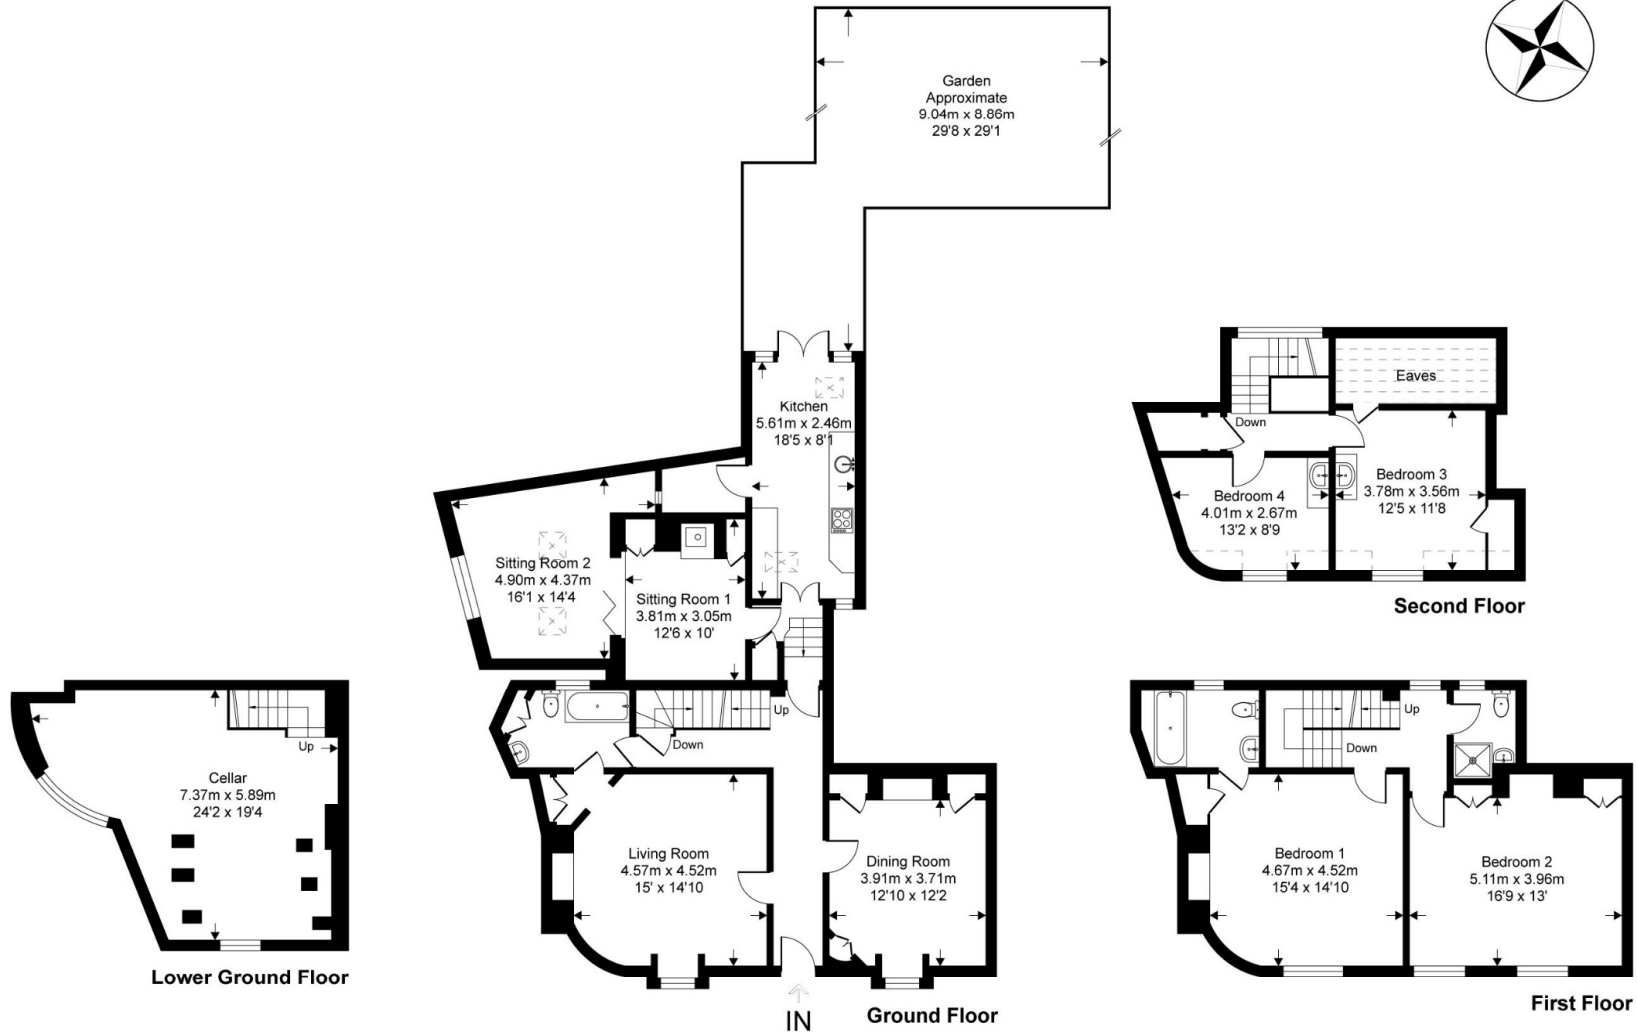 Garden
Approximate
9.04m x 8.86m
29'8 x 29'1
Kitchen
5.61m x 2.46m
18'5 x 8'1
Sitting Room 2
4.90m x 4.37m
16'1 x 14'4
Sitting Room 1
3.81m x 3.05m
12'6 x 10'
Up
Down
Living Room
4.57m x 4.52m
15' x 14'10
Dining Room
3.91m x 3.71m
12'10 x 12'2
IN
Ground Floor
Up
Cellar
7.37m x 5.89m
24'2 x 19'4
Lower Ground Floor
Eaves
Down
Bedroom 3
3.78m x 3.56m
12'5 x 11'8
Bedroom 4
4.01m x 2.67m
13'2 x 8'9
Second Floor
Up
Down
Bedroom 1
4.67m x 4.52m
15'4 x 14'10
Bedroom 2
5.11m x 3.96m
16'9 x 13'
First Floor